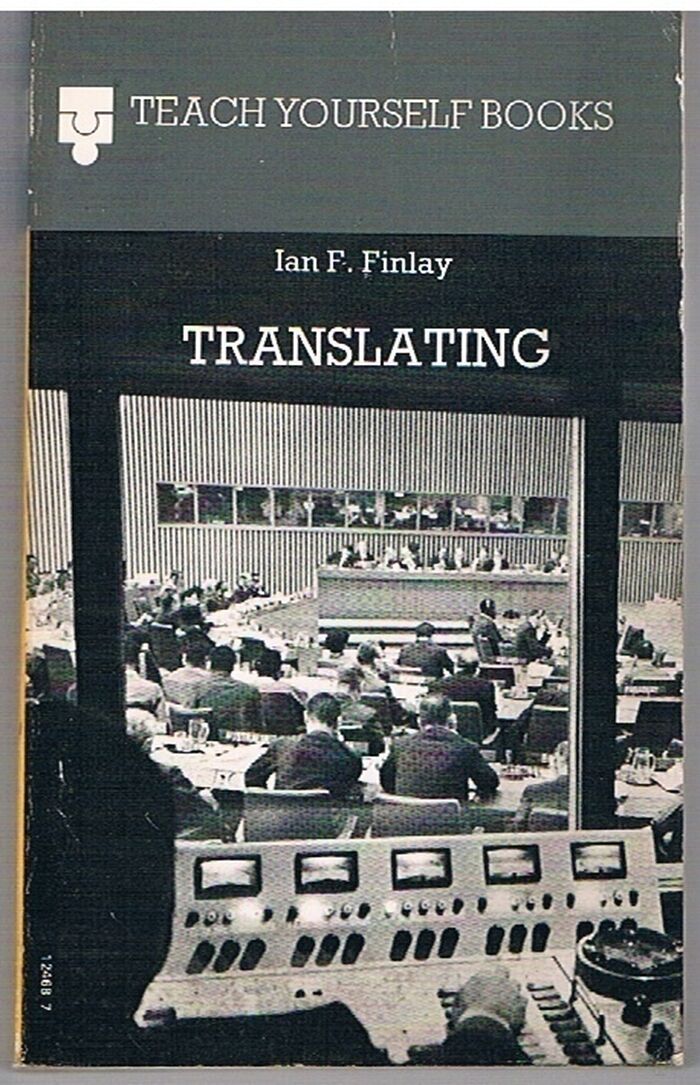 TEACH YOURSELF BOOKS
Ian F. Finlay
TRANSLATING
12468 7